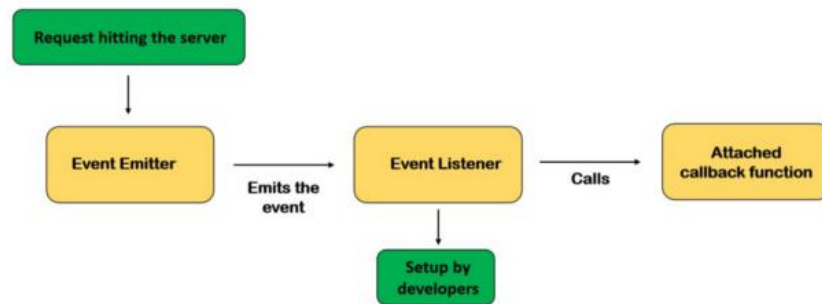 Request hitting the server
Event Emitter
Emits the
event
Event Listener
Calls
Attached
callback function
Setup by
developers